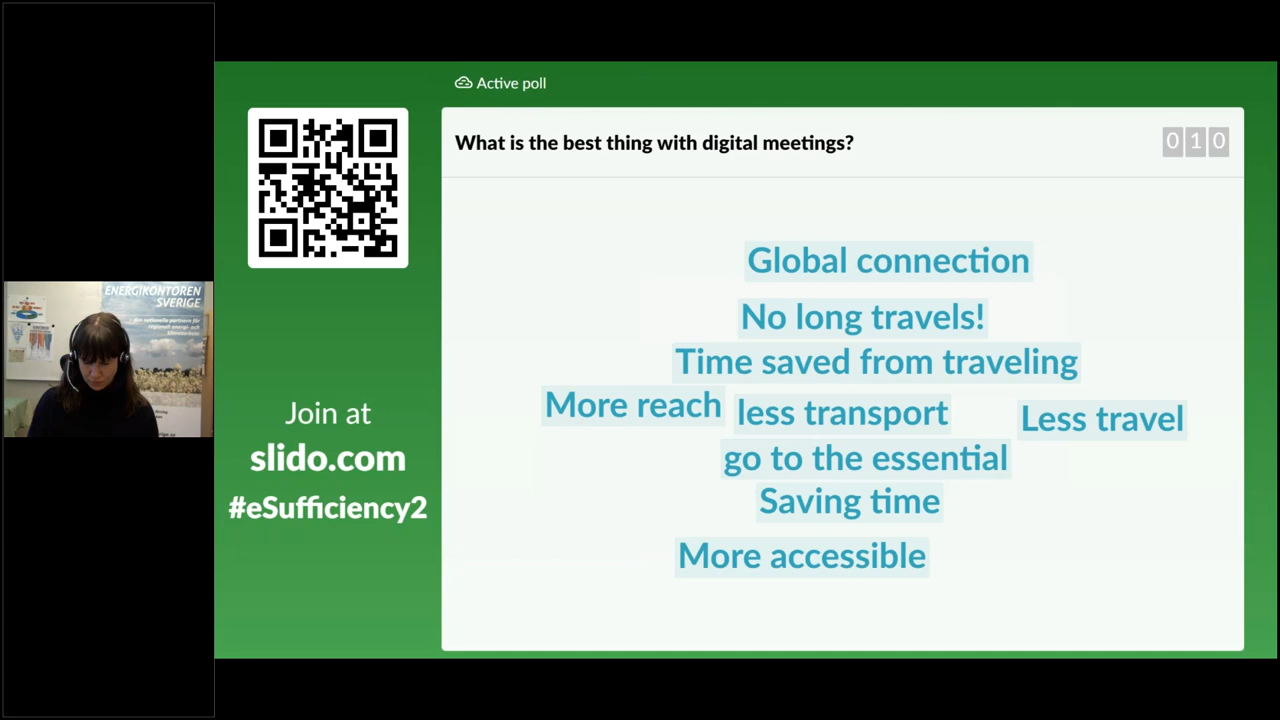 Active poll
What is the best thing with digital meetings?
010
Global connection
No long travels!
Time saved from traveling
More reach
less transport
Less travel
go to the essential
Saving time
More accessible
Join at
slido.com
#eSufficiency2
ENERGIKONTOREN
SVERIGE